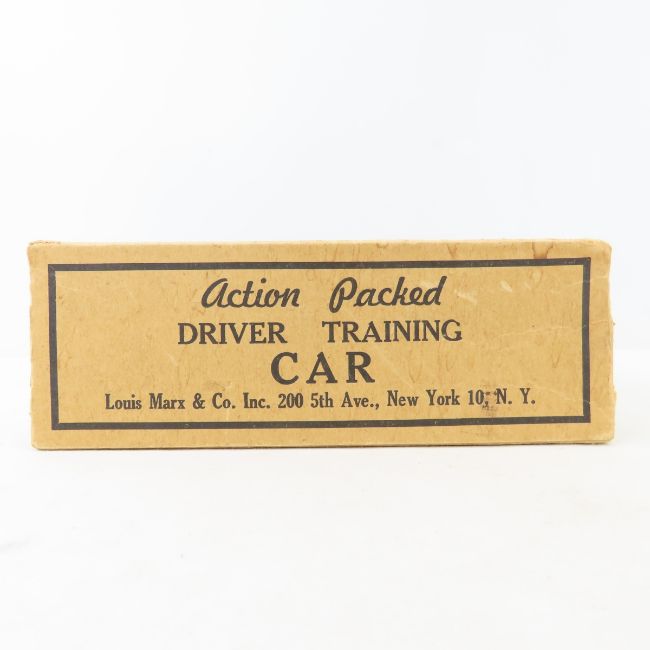 Action Packed
DRIVER TRAINING
CAR
Louis Marx & Co. Inc. 200 5th Ave., New York 10, N. Y.